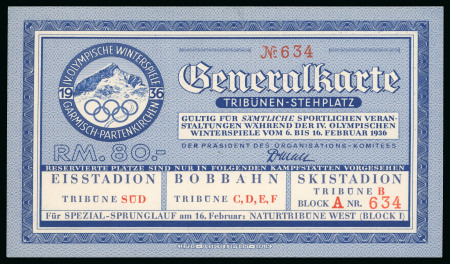 № 634
IV. OLYMPISCHE WINTERSPIELE
1936
GARMISCH-PARTENKIRCHEN
Generalkarte
TRIBÜNEN-STEHPLATZ
GÜLTIG FÜR SÄMTLICHE SPORTLICHEN VERAN-
STALTUNGEN WÄHREND DER IV. OLYMPISCHEN
WINTERSPIELE VOM 6. BIS 16. FEBRUAR 1936
DER PRÄSIDENT DES ORGANISATIONS-KOMITEES
RM. 80.-
RESERVIERTE PLÄTZE SIND NUR IN FOLGENDEN KAMPFSTÄTTEN VORGESEHEN
EISSTADION
TRIBÜNE SÜD
BOBBAHN
TRIBÜNE C, D, E, F
SKISTADION
TRIBÜNE B
BLOCK A NR. 634
Für SPEZIAL-SPRUNGLAUF am 16. Februar: NATURTRIBÜNE WEST (BLOCK I)